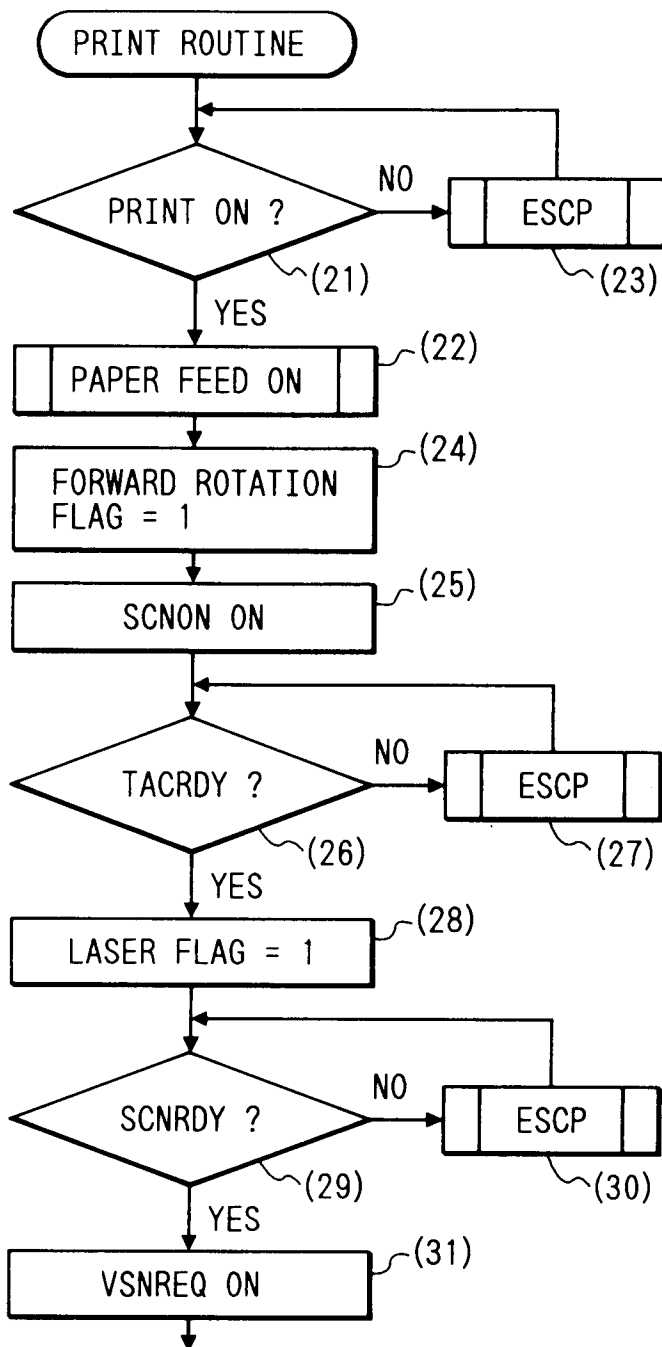 PRINT ROUTINE
PRINT ON ?
NO
ESCP
(21)
(23)
YES
PAPER FEED ON
(22)
FORWARD ROTATION
FLAG = 1
(24)
SCNON ON
(25)
TACRDY ?
NO
ESCP
(26)
(27)
YES
LASER FLAG = 1
(28)
SCNRDY ?
NO
ESCP
(29)
(30)
YES
VSNREQ ON
(31)